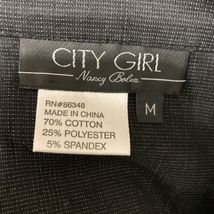 CITY GIRL
Nancy Bolen
M
RN#86348
MADE IN CHINA
70% COTTON
25% POLYESTER
5% SPANDEX